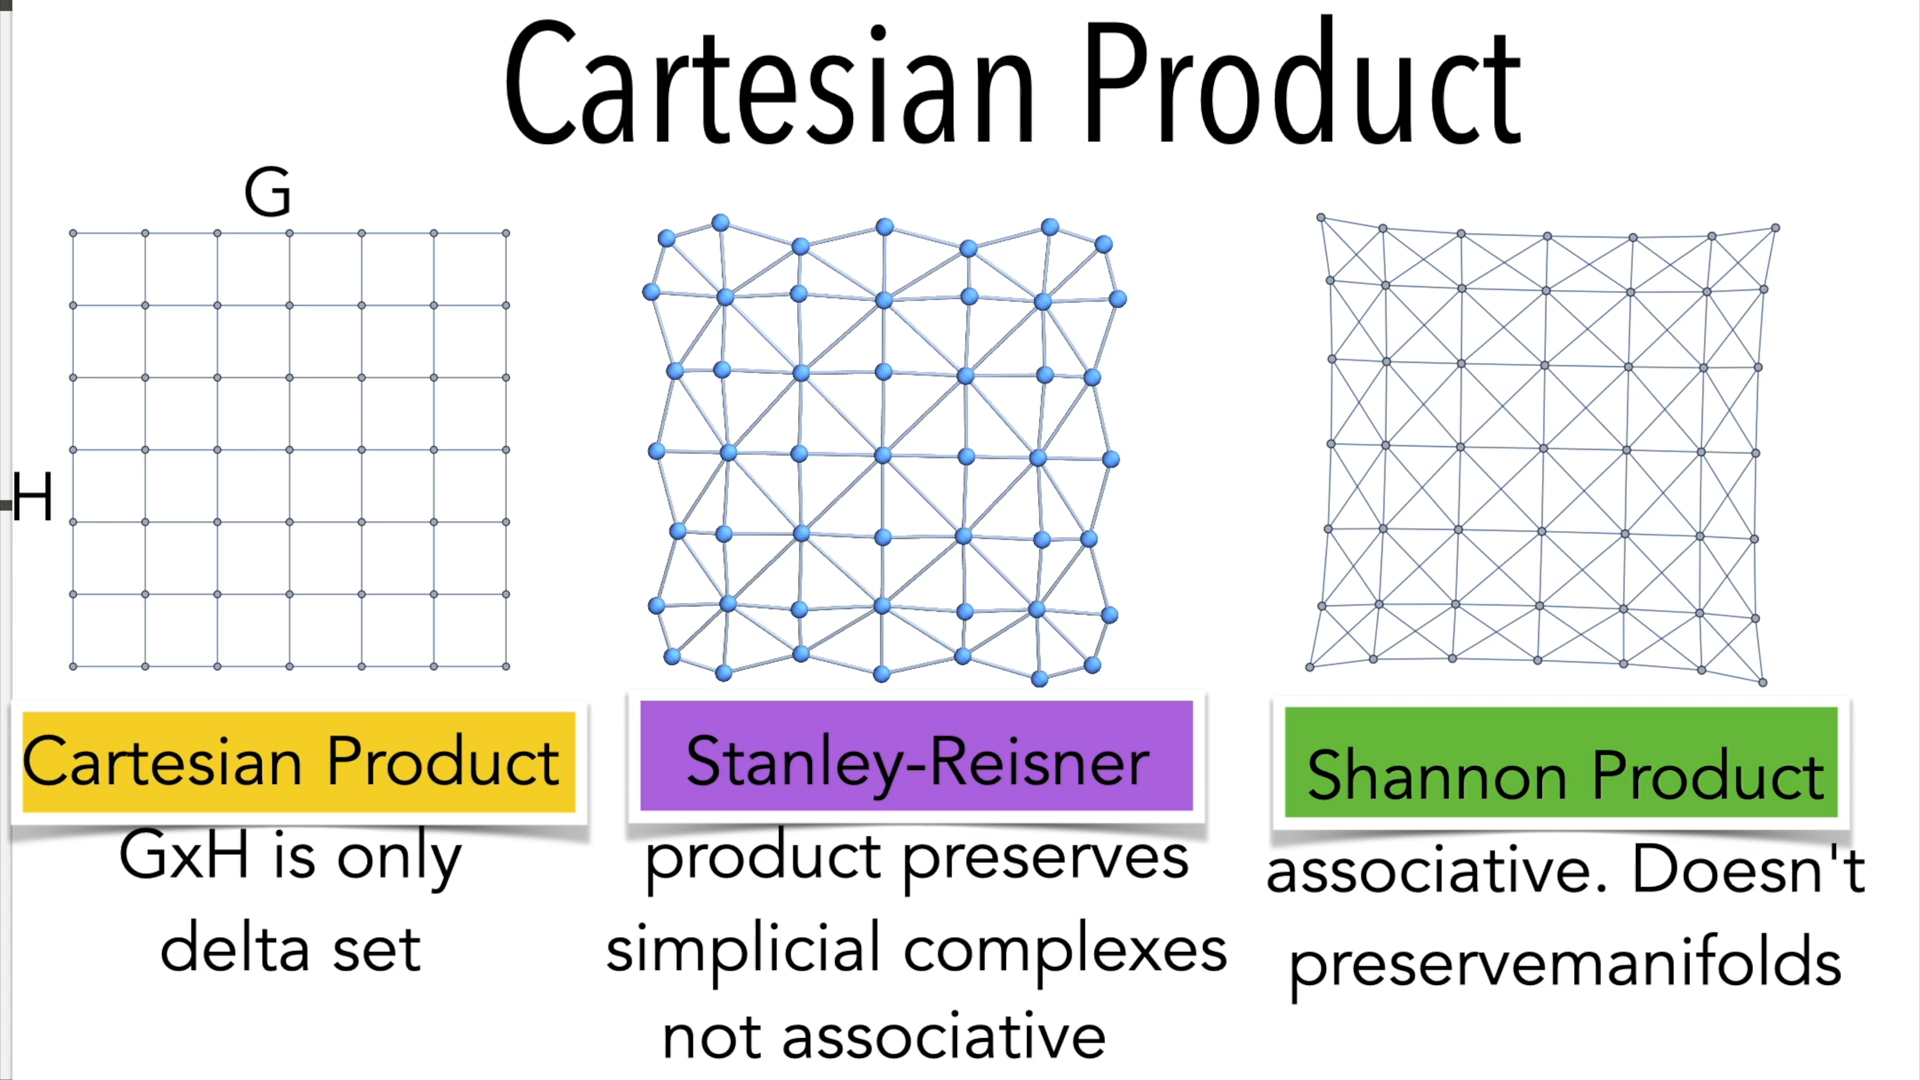 Cartesian Product
G
H
Cartesian Product
GxH is only
delta set
Stanley-Reisner
product preserves
simplicial complexes
not associative
Shannon Product
associative. Doesn't
preservemanifolds